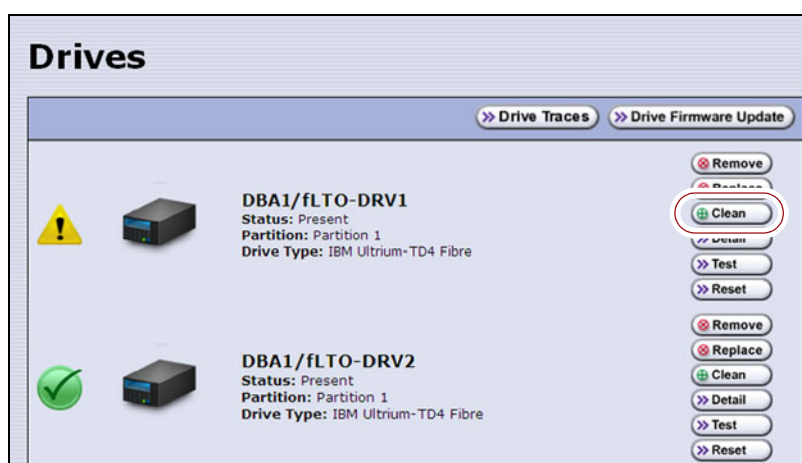 Drives
Drive Traces Drive Firmware Update
Remove
Replace
DBA1/fLTO-DRV1
Clean
Status: Present
Partition: Partition 1
Detail
Drive Type: IBM Ultrium-TD4 Fibre
Test
Reset
Remove
Replace
DBA1/fLTO-DRV2
Clean
Status: Present
Partition: Partition 1
Detail
Drive Type: IBM Ultrium-TD4 Fibre
Test
Reset